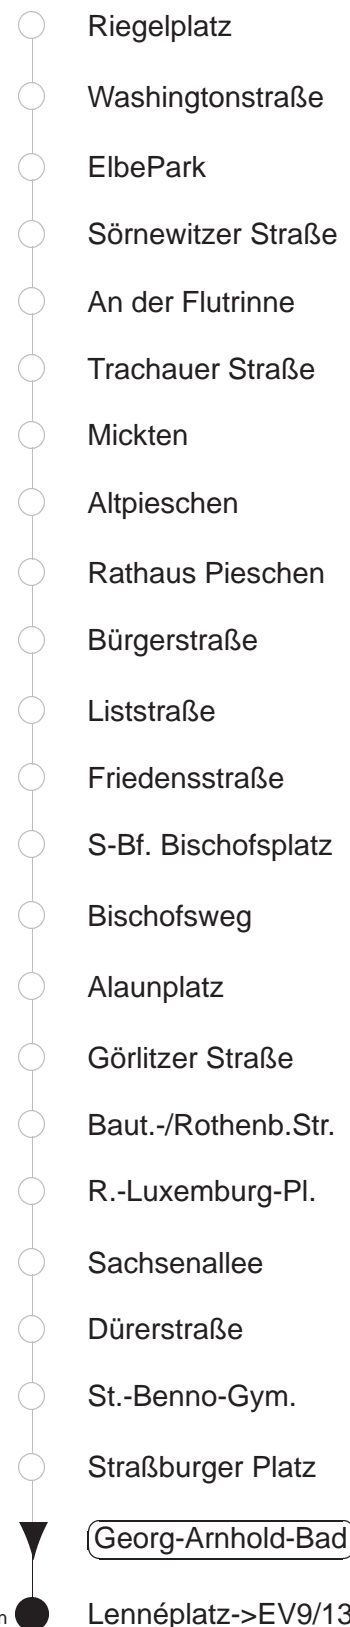 Riegelplatz
Washingtonstraße
ElbePark
Sörnewitzer Straße
An der Flutrinne
Trachauer Straße
Mickten
Altpieschen
Rathaus Pieschen
Bürgerstraße
Liststraße
Friedensstraße
S-Bf. Bischofsplatz
Bischofsweg
Alaunplatz
Görlitzer Straße
Baut.-/Rothenb.Str.
R.-Luxemburg-Pl.
Sachsenallee
Dürerstraße
St.-Benno-Gym.
Straßburger Platz
Georg-Arnhold-Bad
Lennéplatz->EV9/13